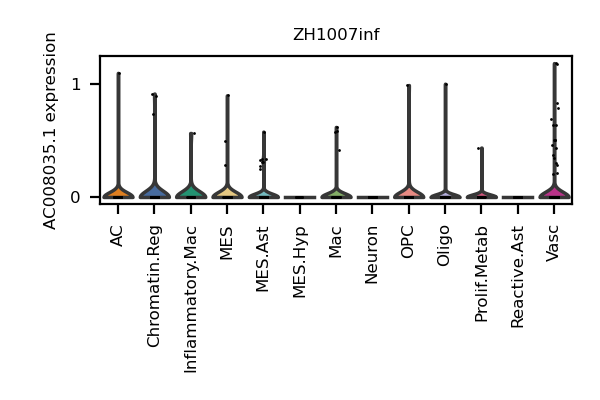 ZH1007inf
AC008035.1 expression
1
0
AC
Chromatin.Reg
Inflammatory.Mac
MES
MES.Ast
MES.Hyp
Mac
Neuron
OPC
Oligo
Prolif.Metab
Reactive.Ast
Vasc